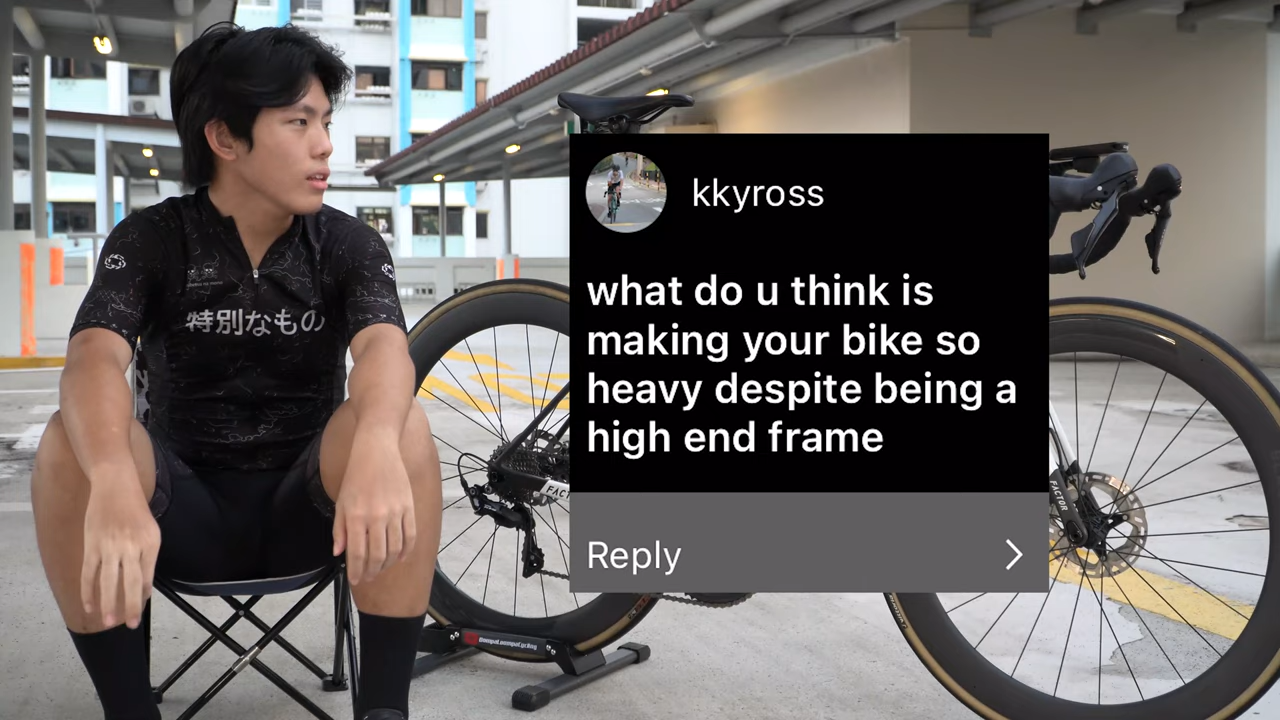 kkyross
what do u think is
making your bike so
heavy despite being a
high end frame
Reply
特別なもの
FACTOR